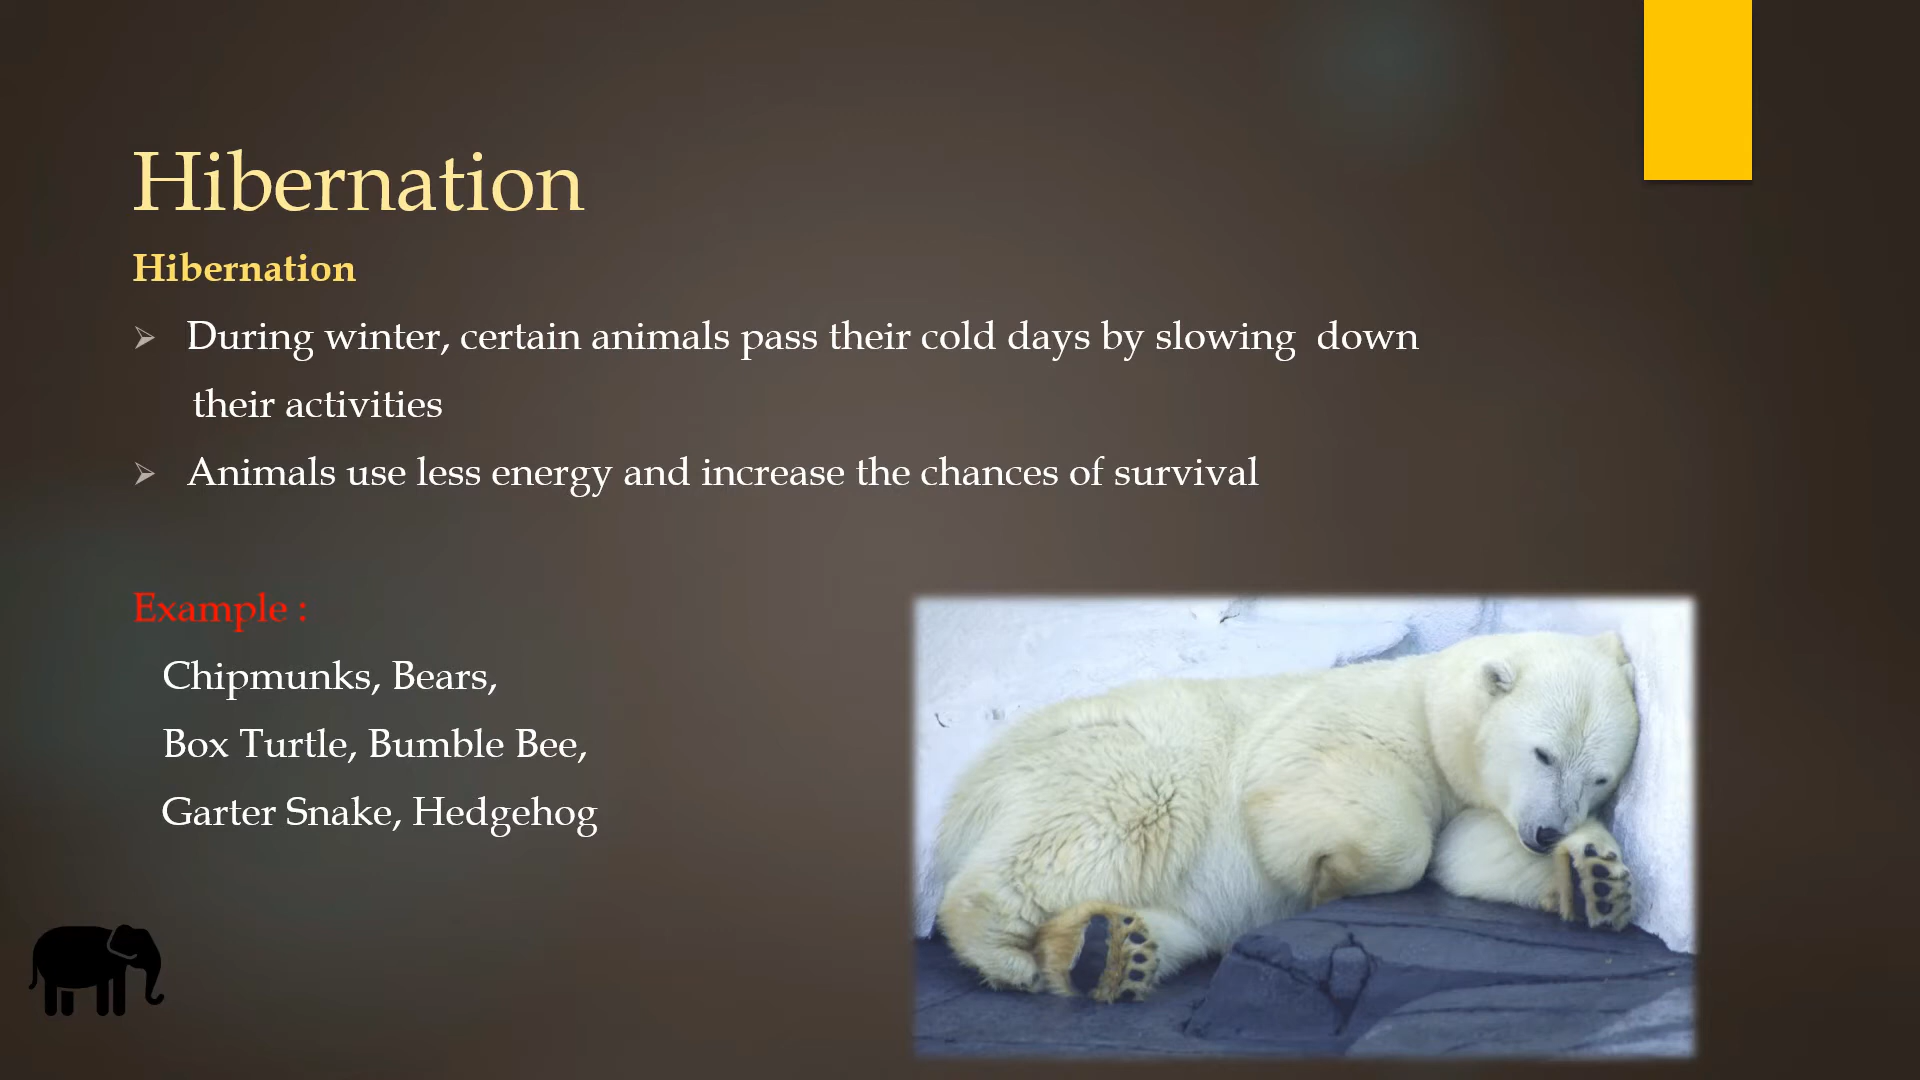 Hibernation
Hibernation
During winter, certain animals pass their cold days by slowing  down
their activities
Animals use less energy and increase the chances of survival
Example :
Chipmunks, Bears,
Box Turtle, Bumble Bee,
Garter Snake, Hedgehog